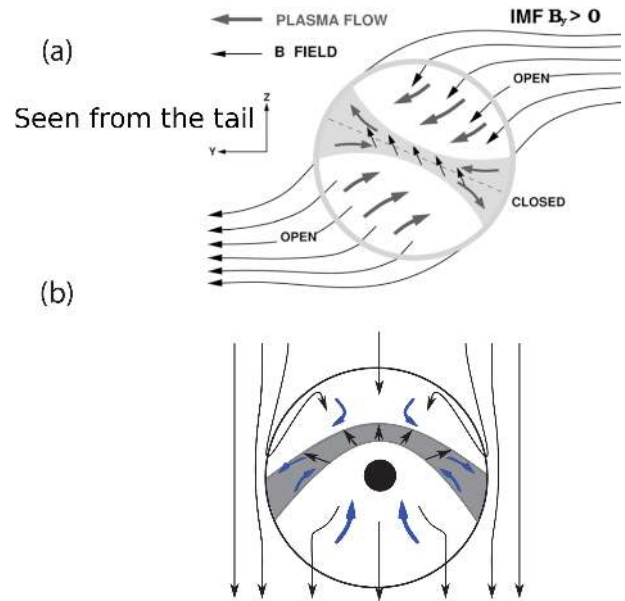 PLASMA FLOW
IMF By > 0
(a)
B FIELD
OPEN
Seen from the tail
Z
Y
CLOSED
OPEN
(b)